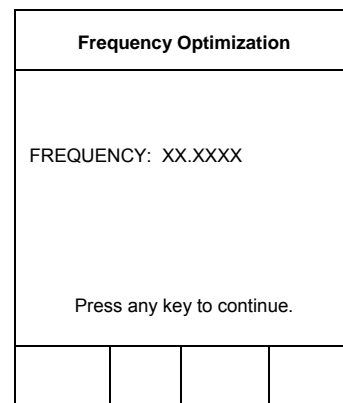 Frequency Optimization
FREQUENCY: XX.XXXX
Press any key to continue.